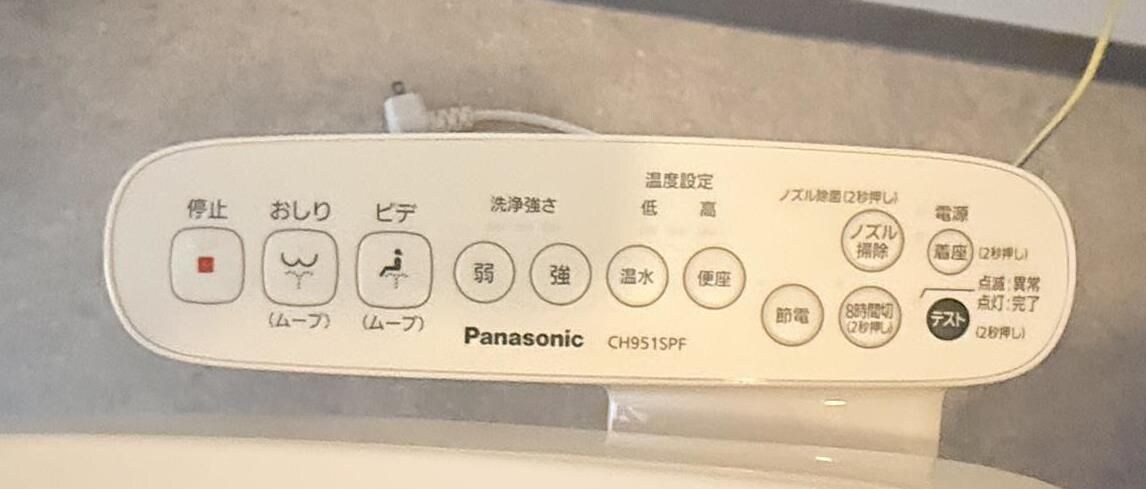 停止
おしり
(ムーブ)
ビデ
(ムーブ)
洗浄強さ
弱
強
温度設定
低 高
温水
便座
ノズル除菌(2秒押し)
ノズル
掃除
電源
着座
(2秒押し)
節電
8時間切
(2秒押し)
点滅:異常
点灯:完了
テスト
(2秒押し)
Panasonic
CH951SPF